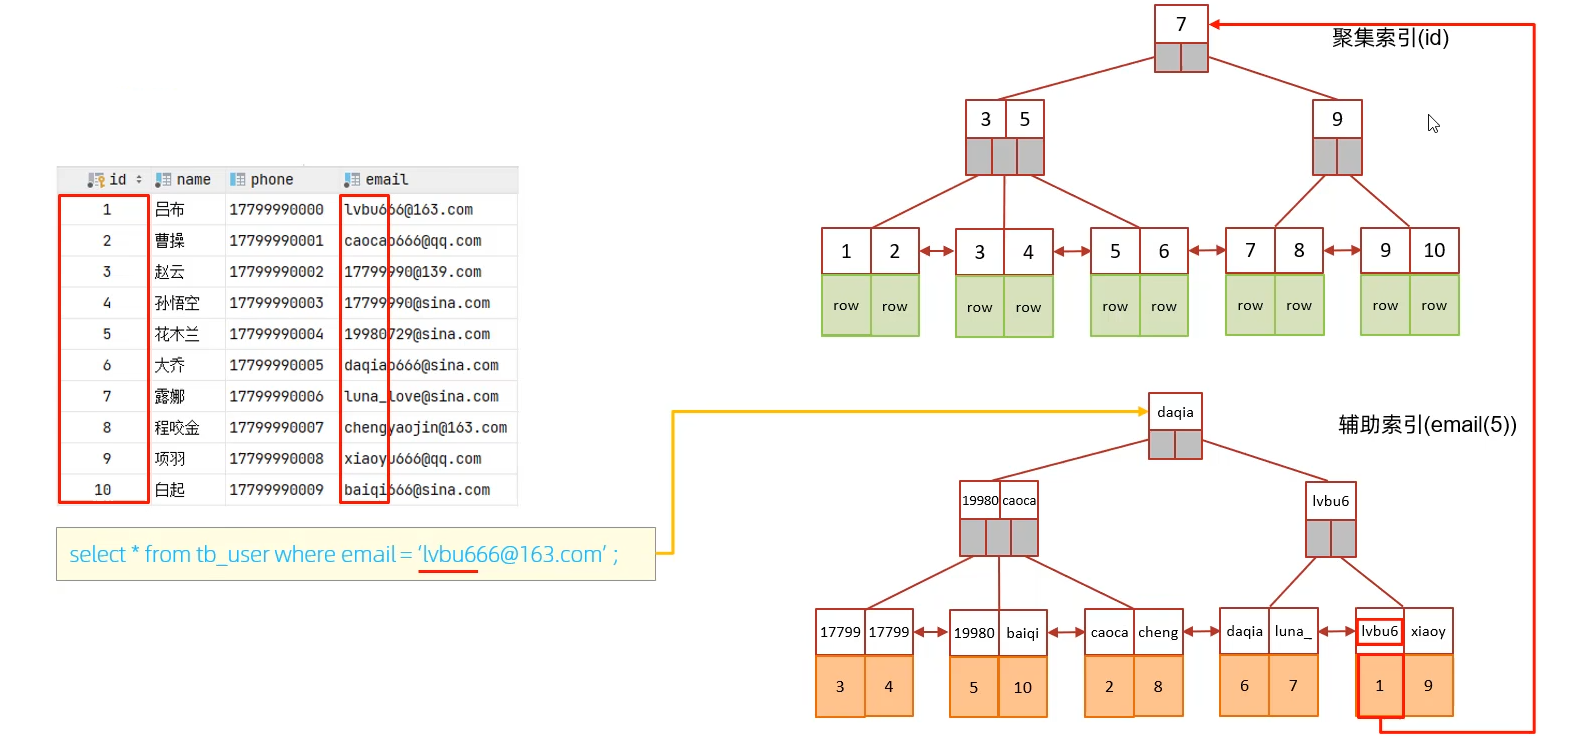 id name phone email
1 吕布 17799990000 lvbu666@163.com
2 曹操 17799990001 caocao666@qq.com
3 赵云 17799990002 17799990@139.com
4 孙悟空 17799990003 17799990@sina.com
5 花木兰 17799990004 19980729@sina.com
6 大乔 17799990005 daqiao666@sina.com
7 露娜 17799990006 luna_love@sina.com
8 程咬金 17799990007 chengyaojin@163.com
9 项羽 17799990008 xiaoyu666@qq.com
10 白起 17799990009 baiqi666@sina.com
select * from tb_user where email = ‘lvbu666@163.com’ ;
7
聚集索引(id)
3 5
9
1 2 3 4 5 6 7 8 9 10
row row row row row row row row row row
daqia
辅助索引(email(5))
19980 caoca
lvbu6
17799 17799 19980 baiqi caoca cheng daqia luna_ lvbu6 xiaoy
3 4 5 10 2 8 6 7 1 9